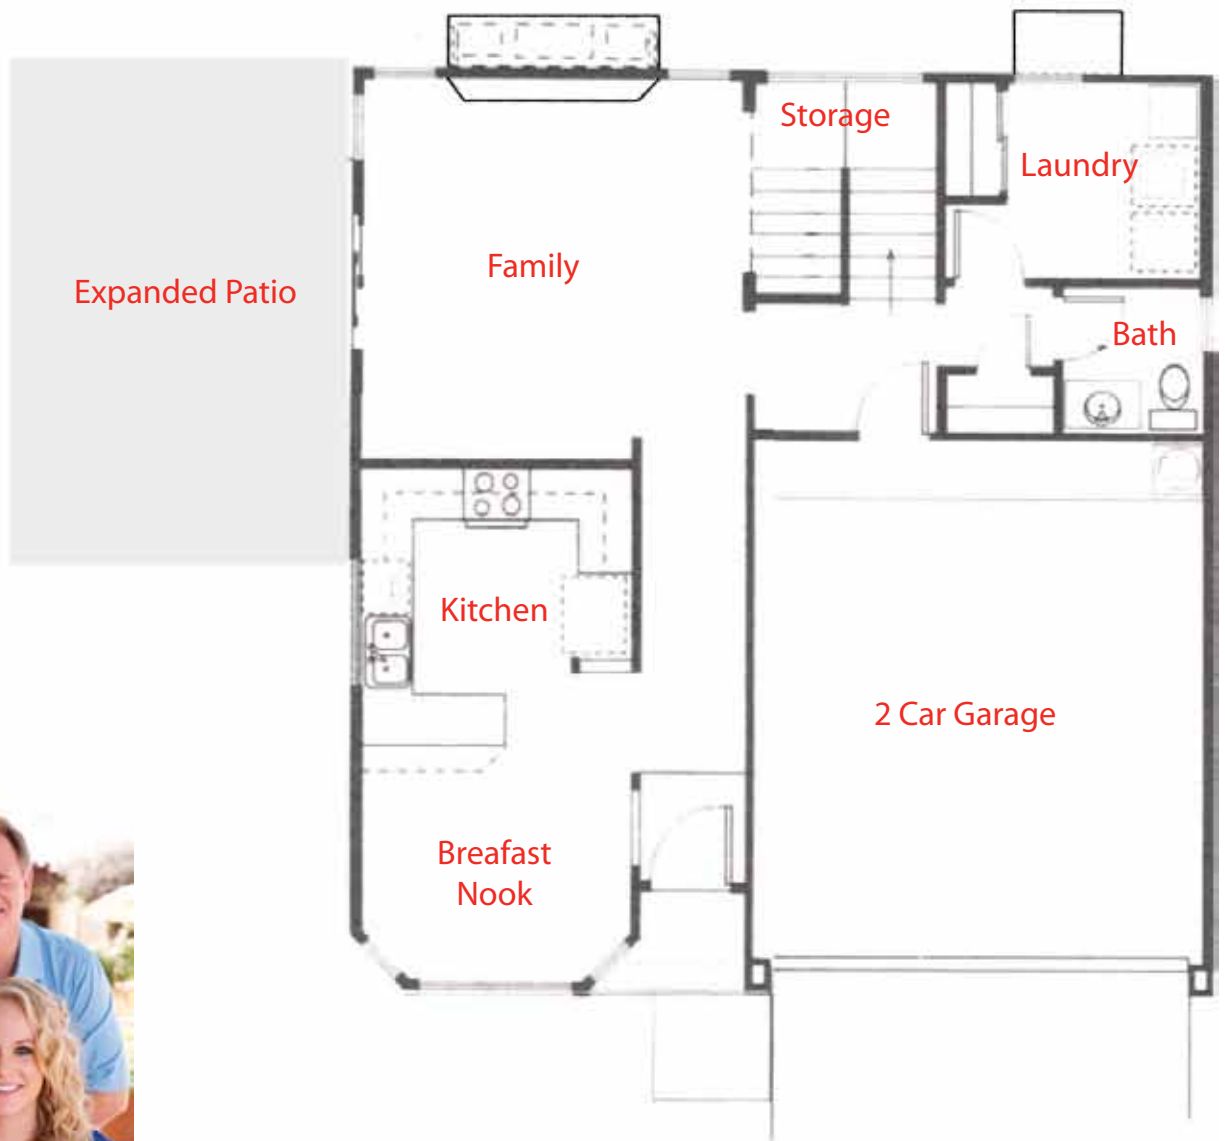 Storage
Laundry
Family
Expanded Patio
Bath
Kitchen
2 Car Garage
Breafast
Nook